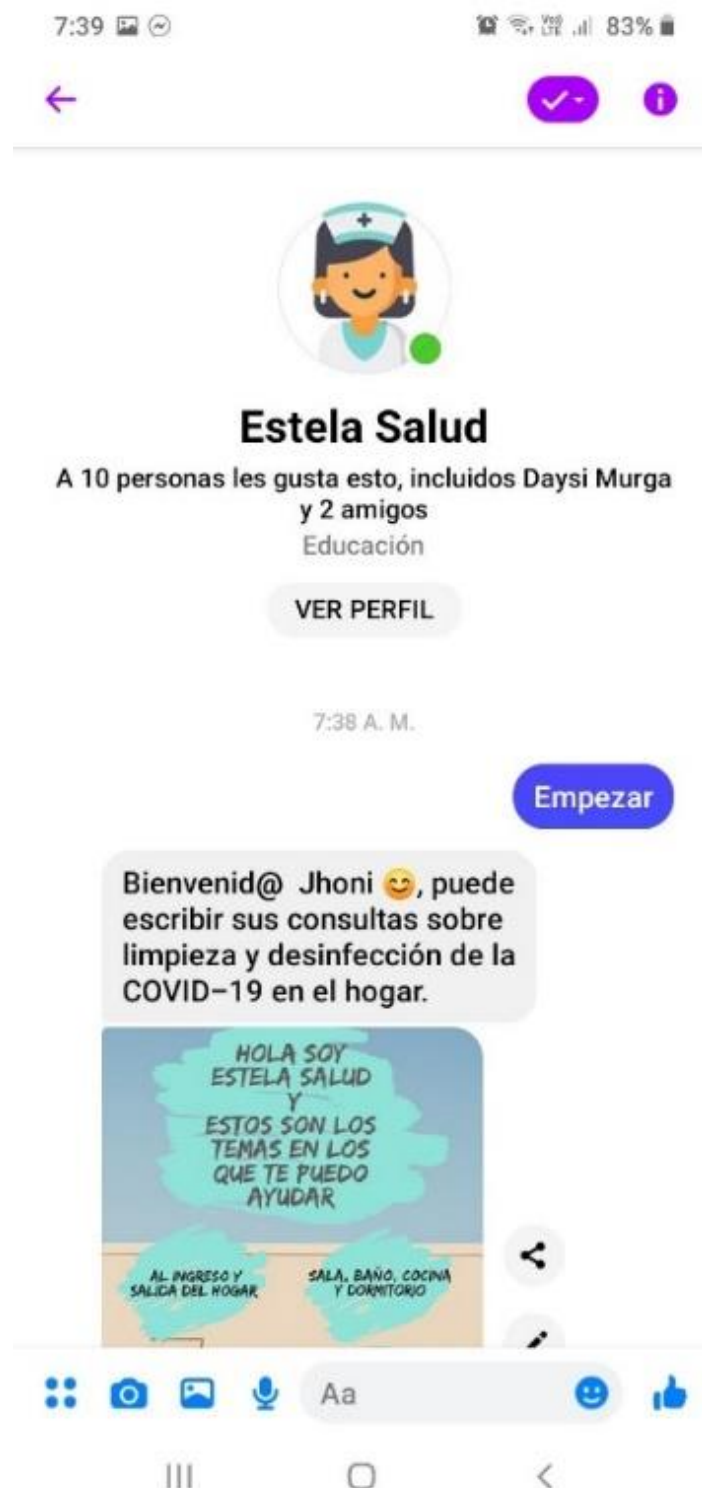 7:39
83%
Estela Salud
A 10 personas les gusta esto, incluidos Daysi Murga
y 2 amigos
Educación
VER PERFIL
7:38 A. M.
Empezar
Bienvenid@ Jhoni 😊, puede
escribir sus consultas sobre
limpieza y desinfección de la
COVID-19 en el hogar.
HOLA SOY
ESTELA SALUD
Y
ESTOS SON LOS
TEMAS EN LOS
QUE TE PUEDO
AYUDAR
AL INGRESO Y
SALIDA DEL HOGAR
SALA, BAÑO, COCINA
Y DORMITORIO
Aa